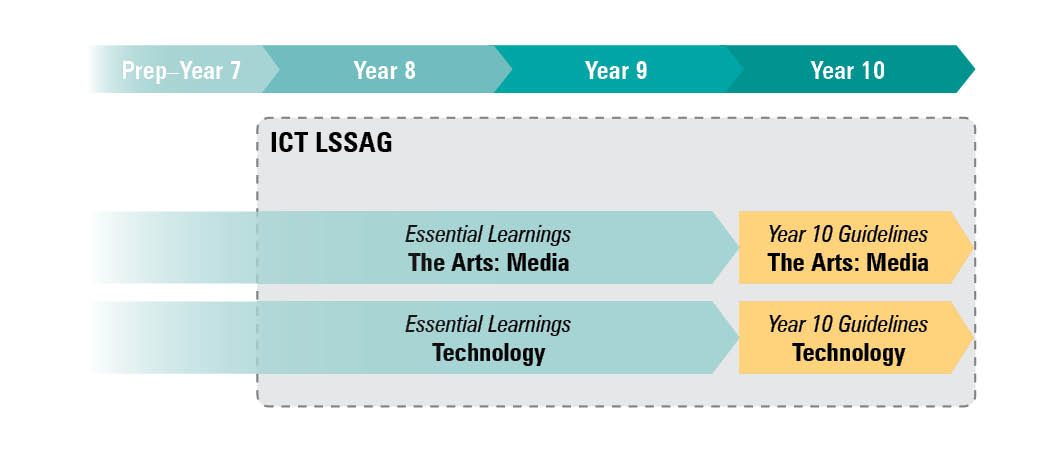 Prep–Year 7
Year 8
Year 9
Year 10
ICT LSSAG
Essential Learnings
The Arts: Media
Year 10 Guidelines
The Arts: Media
Essential Learnings
Technology
Year 10 Guidelines
Technology